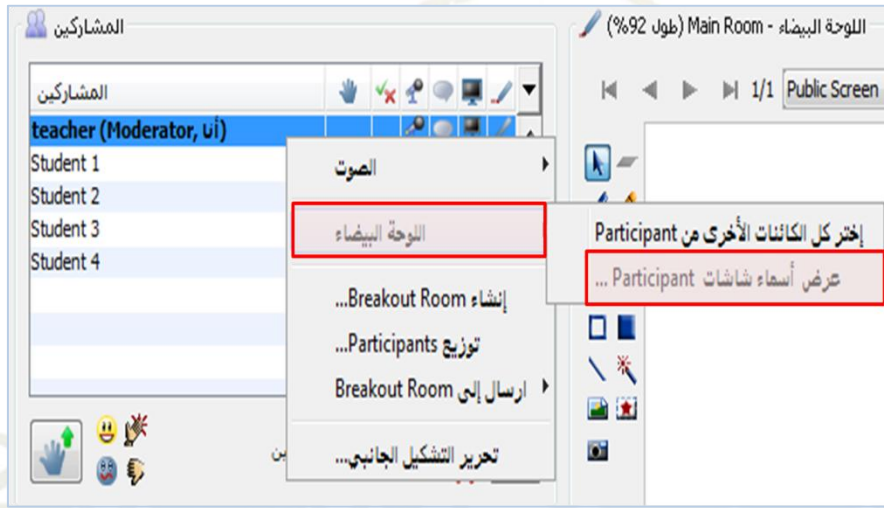 المشاركين
اللوحة البيضاء - Main Room (طول 92%)
المشاركين
1/1 Public Screen
teacher (Moderator, أنا)
Student 1
Student 2
Student 3
Student 4
الصوت
اللوحة البيضاء
إنشاء Breakout Room...
توزيع Participants...
ارسال إلى Breakout Room
تحرير التشكيل الجانبي...
إختر كل الكائنات الأخرى من Participant
عرض أسماء شاشات Participant ...